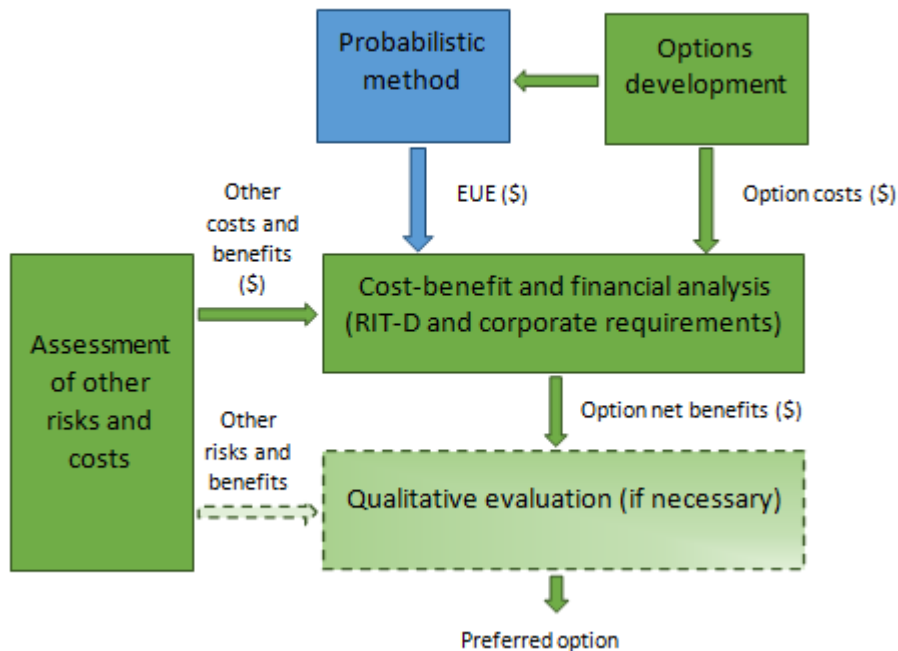 Probabilistic
method
Options
development
Other
costs and
benefits
($)
EUE ($)
Option costs ($)
Cost-benefit and financial analysis
(RIT-D and corporate requirements)
Assessment
of other
risks and
costs
Option net benefits ($)
Other
risks and
benefits
Qualitative evaluation (if necessary)
Preferred option